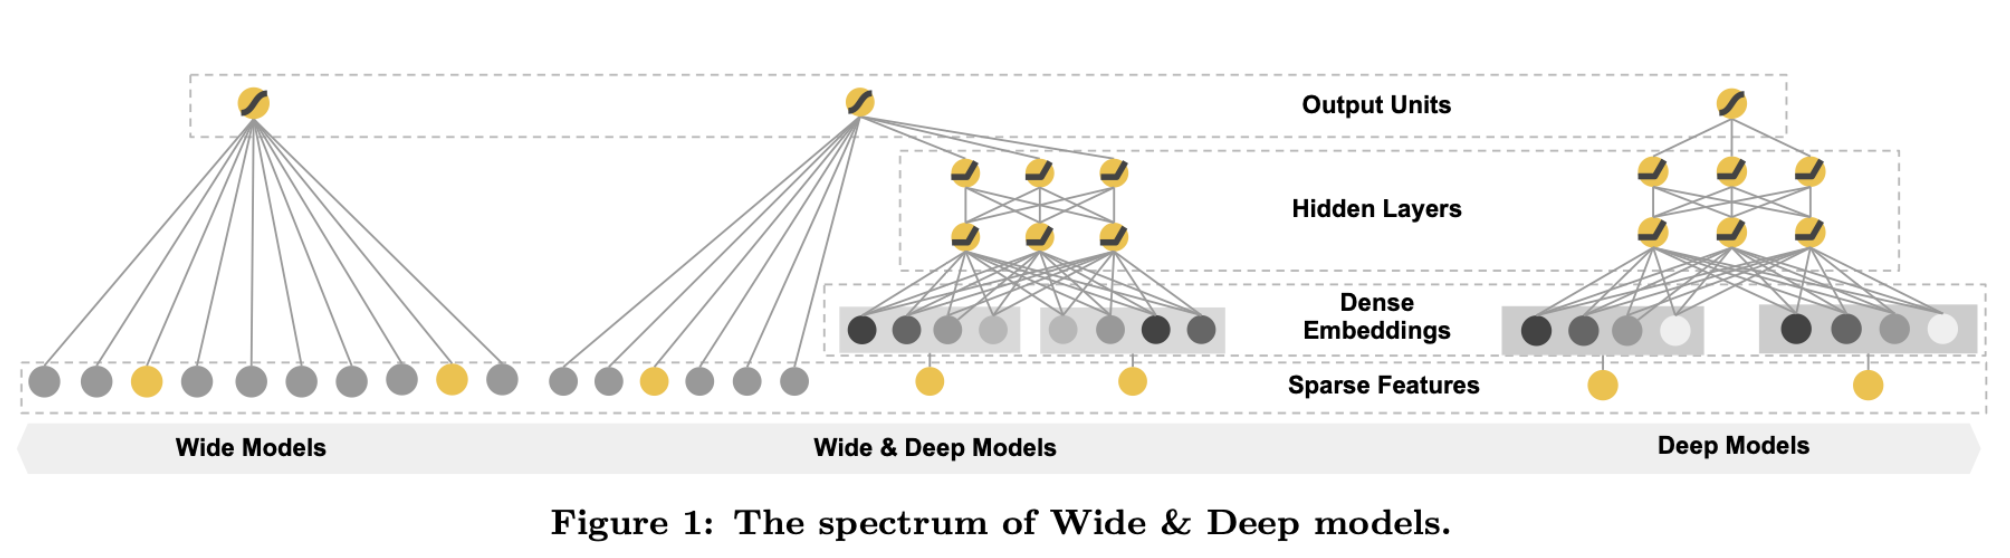 Output Units
Hidden Layers
Dense
Embeddings
Sparse Features
Wide Models
Wide & Deep Models
Deep Models
Figure 1: The spectrum of Wide & Deep models.